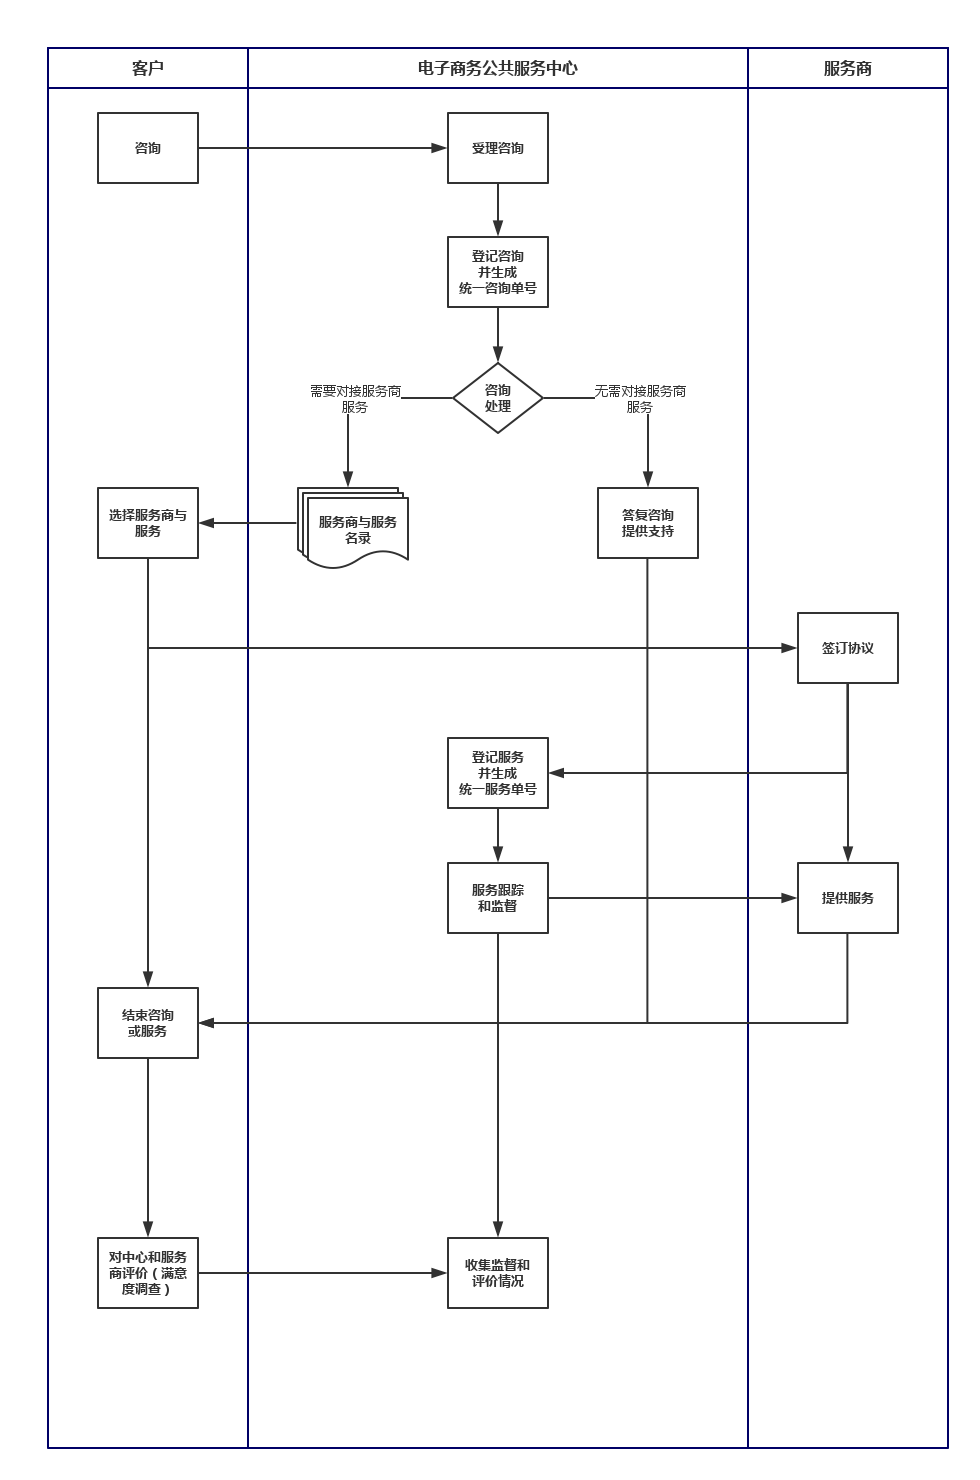 客户
电子商务公共服务中心
服务商
咨询
受理咨询
登记咨询
并生成
统一咨询单号
咨询
处理
需要对接服务商
服务
无需对接服务商
服务
选择服务商与
服务
服务商与服务
名录
答复咨询
提供支持
签订协议
登记服务
并生成
统一服务单号
服务跟踪
和监督
提供服务
结束咨询
或服务
对中心和服务
商评价（满意
度调查）
收集监督和
评价情况